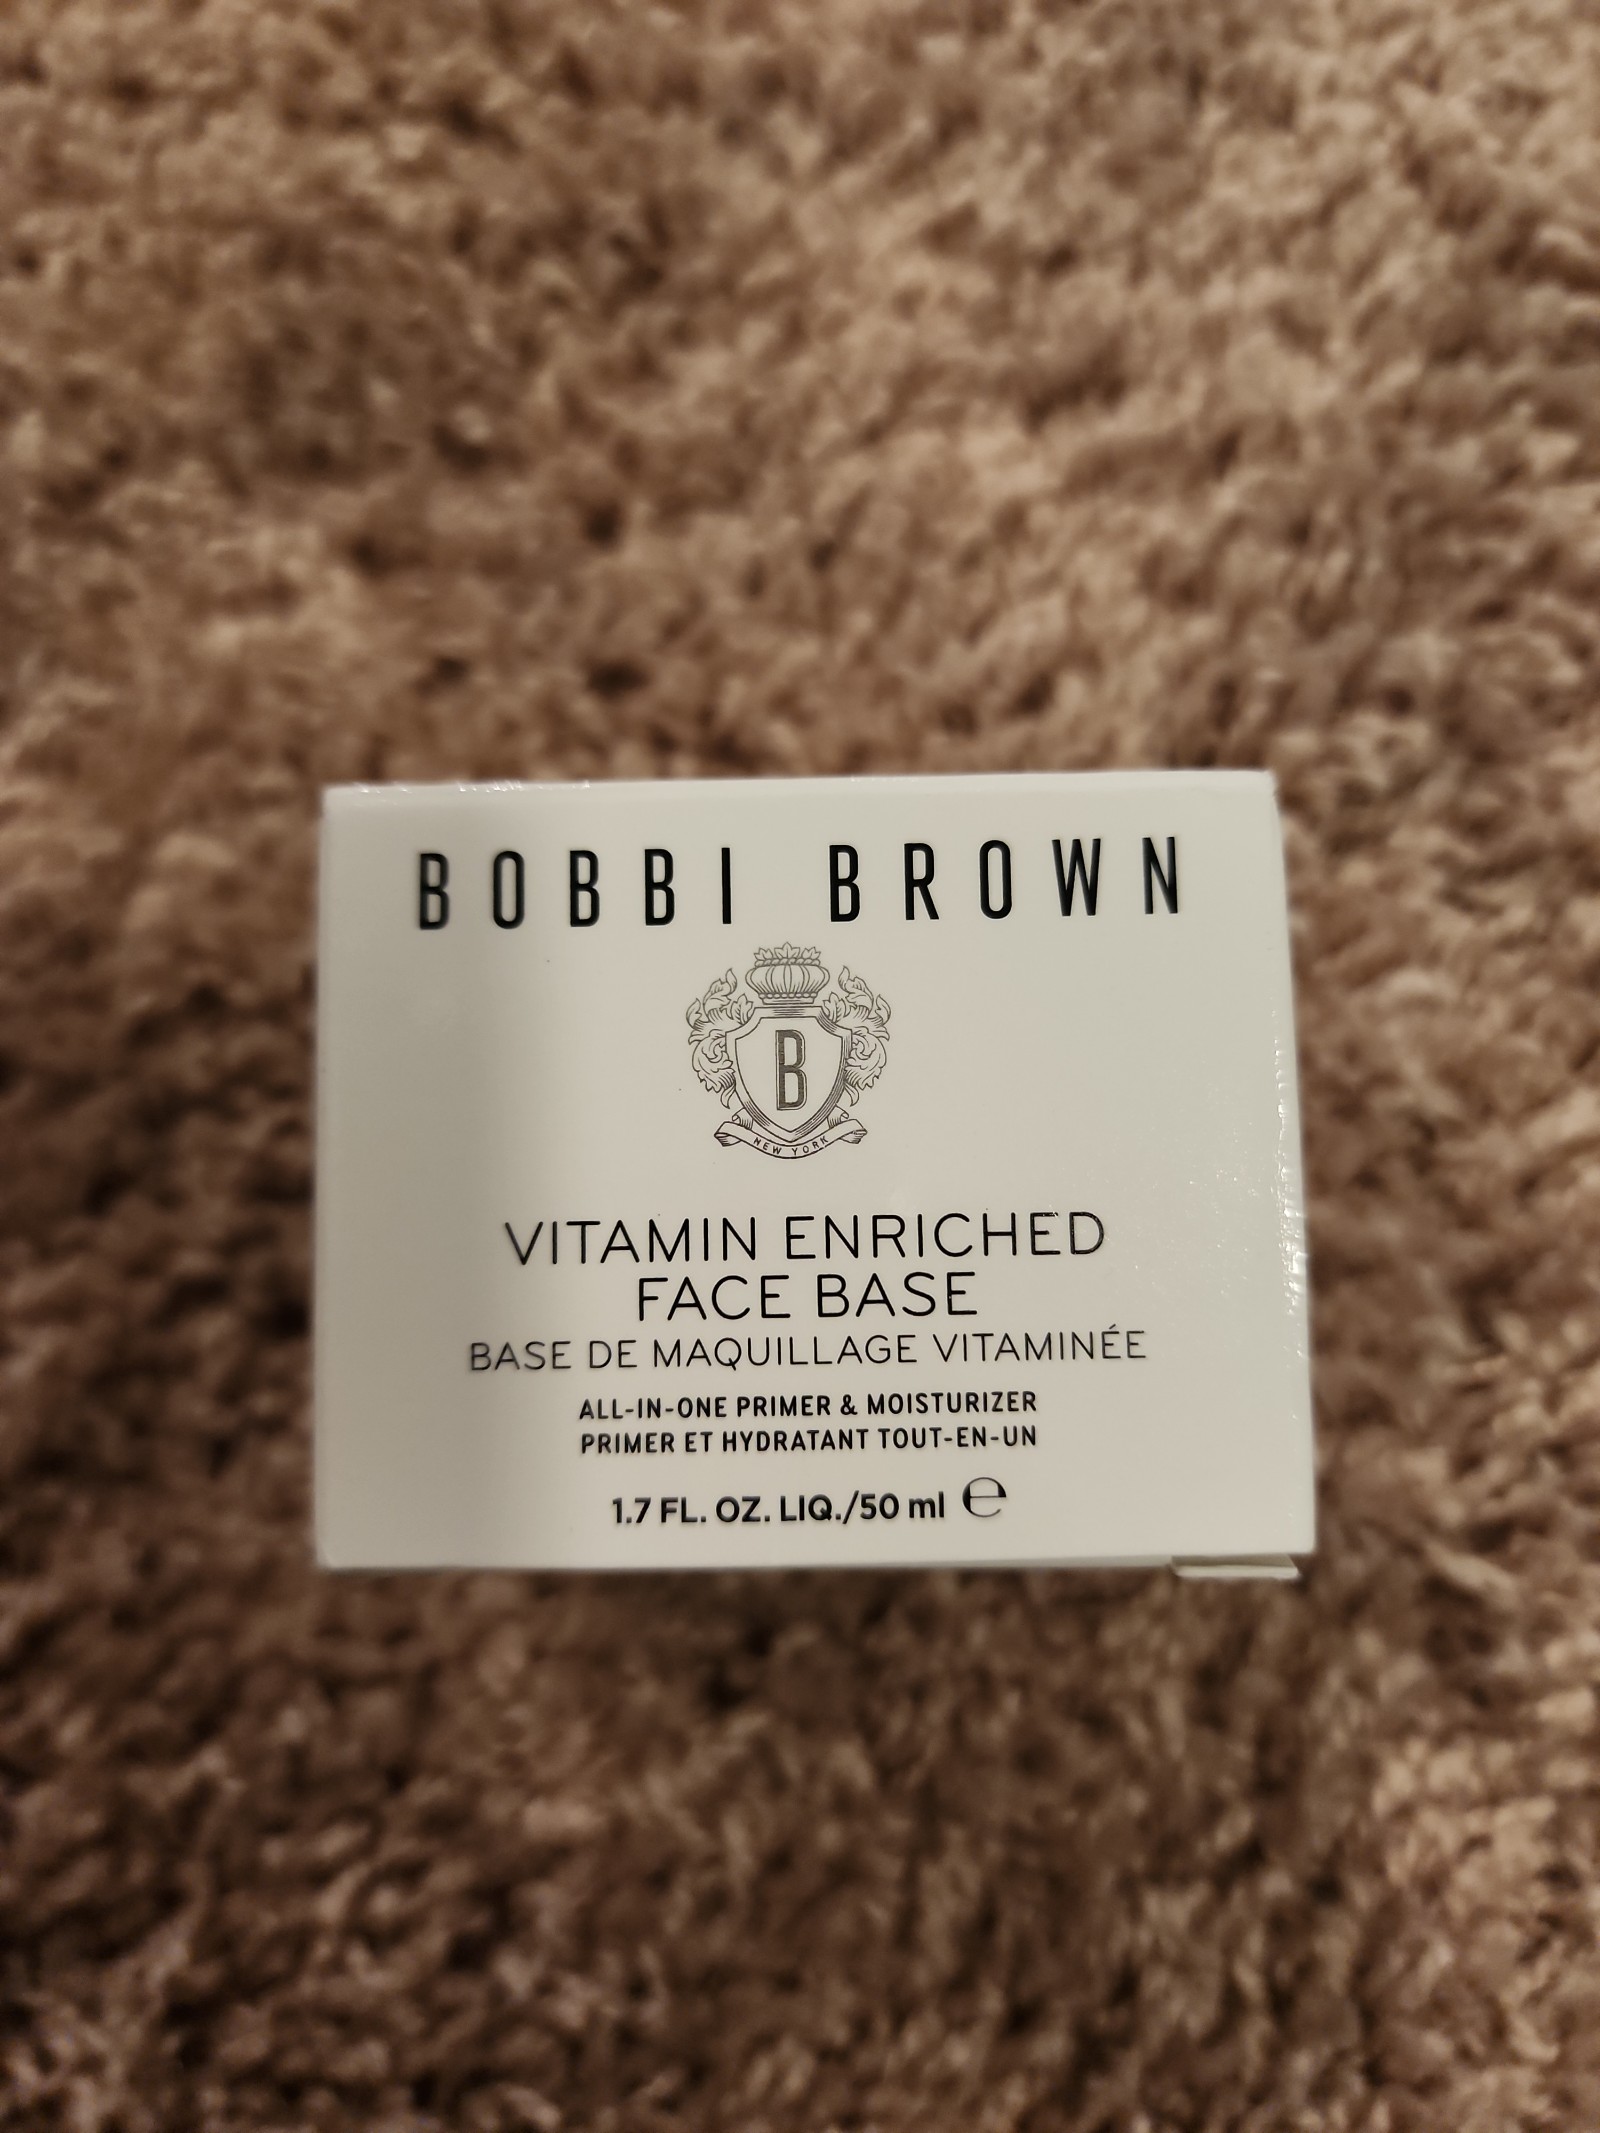 BOBBI BROWN
B
NEW YORK
VITAMIN ENRICHED
FACE BASE
BASE DE MAQUILLAGE VITAMINÉE
ALL-IN-ONE PRIMER & MOISTURIZER
PRIMER ET HYDRATANT TOUT-EN-UN
1.7 FL. OZ. LIQ./50 ml ℮